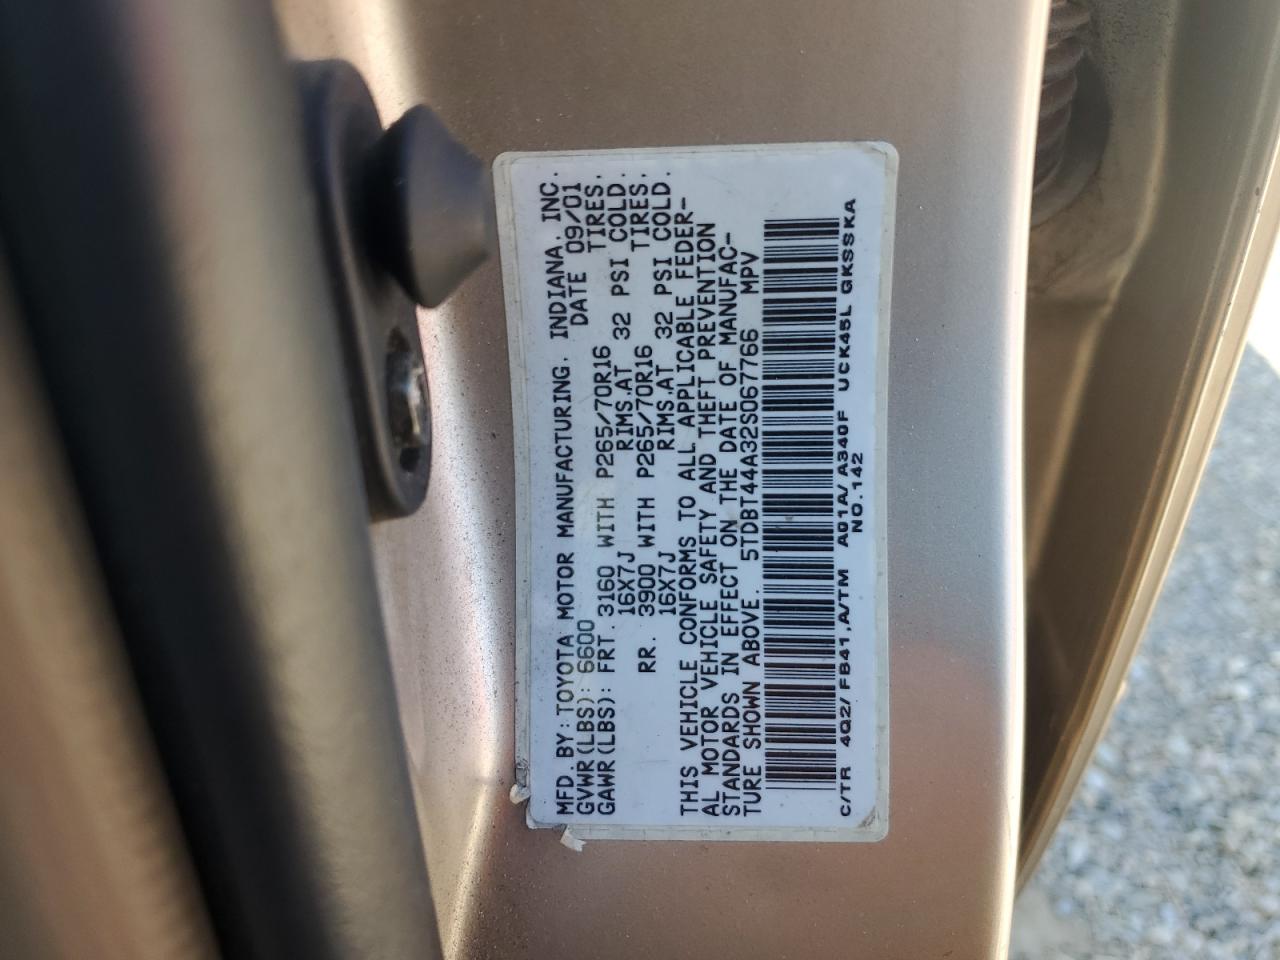 MFD. BY: TOYOTA MOTOR MANUFACTURING. INDIANA. INC.
GVWR(LBS): 6600 DATE 09/01
GAWR(LBS): FRT. 3160 WITH P265/70R16 TIRES,
16X7J RIMS,AT 32 PSI COLD.
RR. 3900 WITH P265/70R16 TIRES,
16X7J RIMS,AT 32 PSI COLD.
THIS VEHICLE CONFORMS TO ALL APPLICABLE FEDER-
AL MOTOR VEHICLE SAFETY AND THEFT PREVENTION
STANDARDS IN EFFECT ON THE DATE OF MANUFAC-
TURE SHOWN ABOVE. 5TDBT44A32S067766 MPV
C/TR 4Q2/FB41,A/TM A01A/A340F UCK45L GKSSKA
NO.142